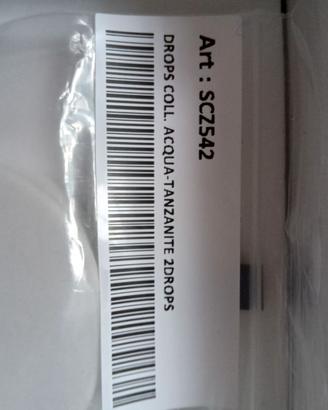 Art : SCZ542
DROPS COLL. ACQUA-TANZANITE 2DROPS